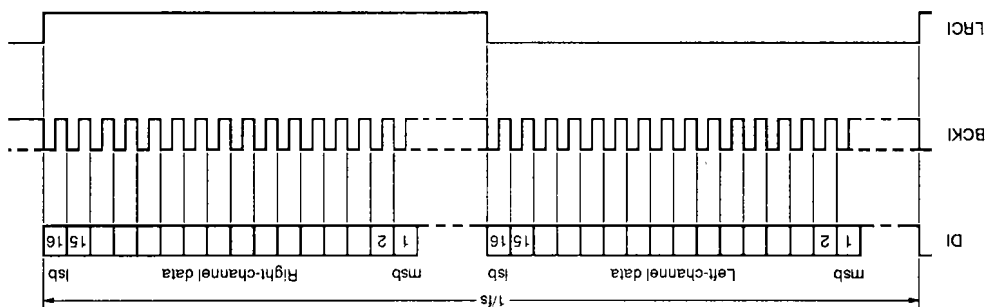 1/fs
msb Left-channel data lsb msb Right-channel data lsb
DI 1 2 15 16 1 2 15 16
BCKI
LRCI